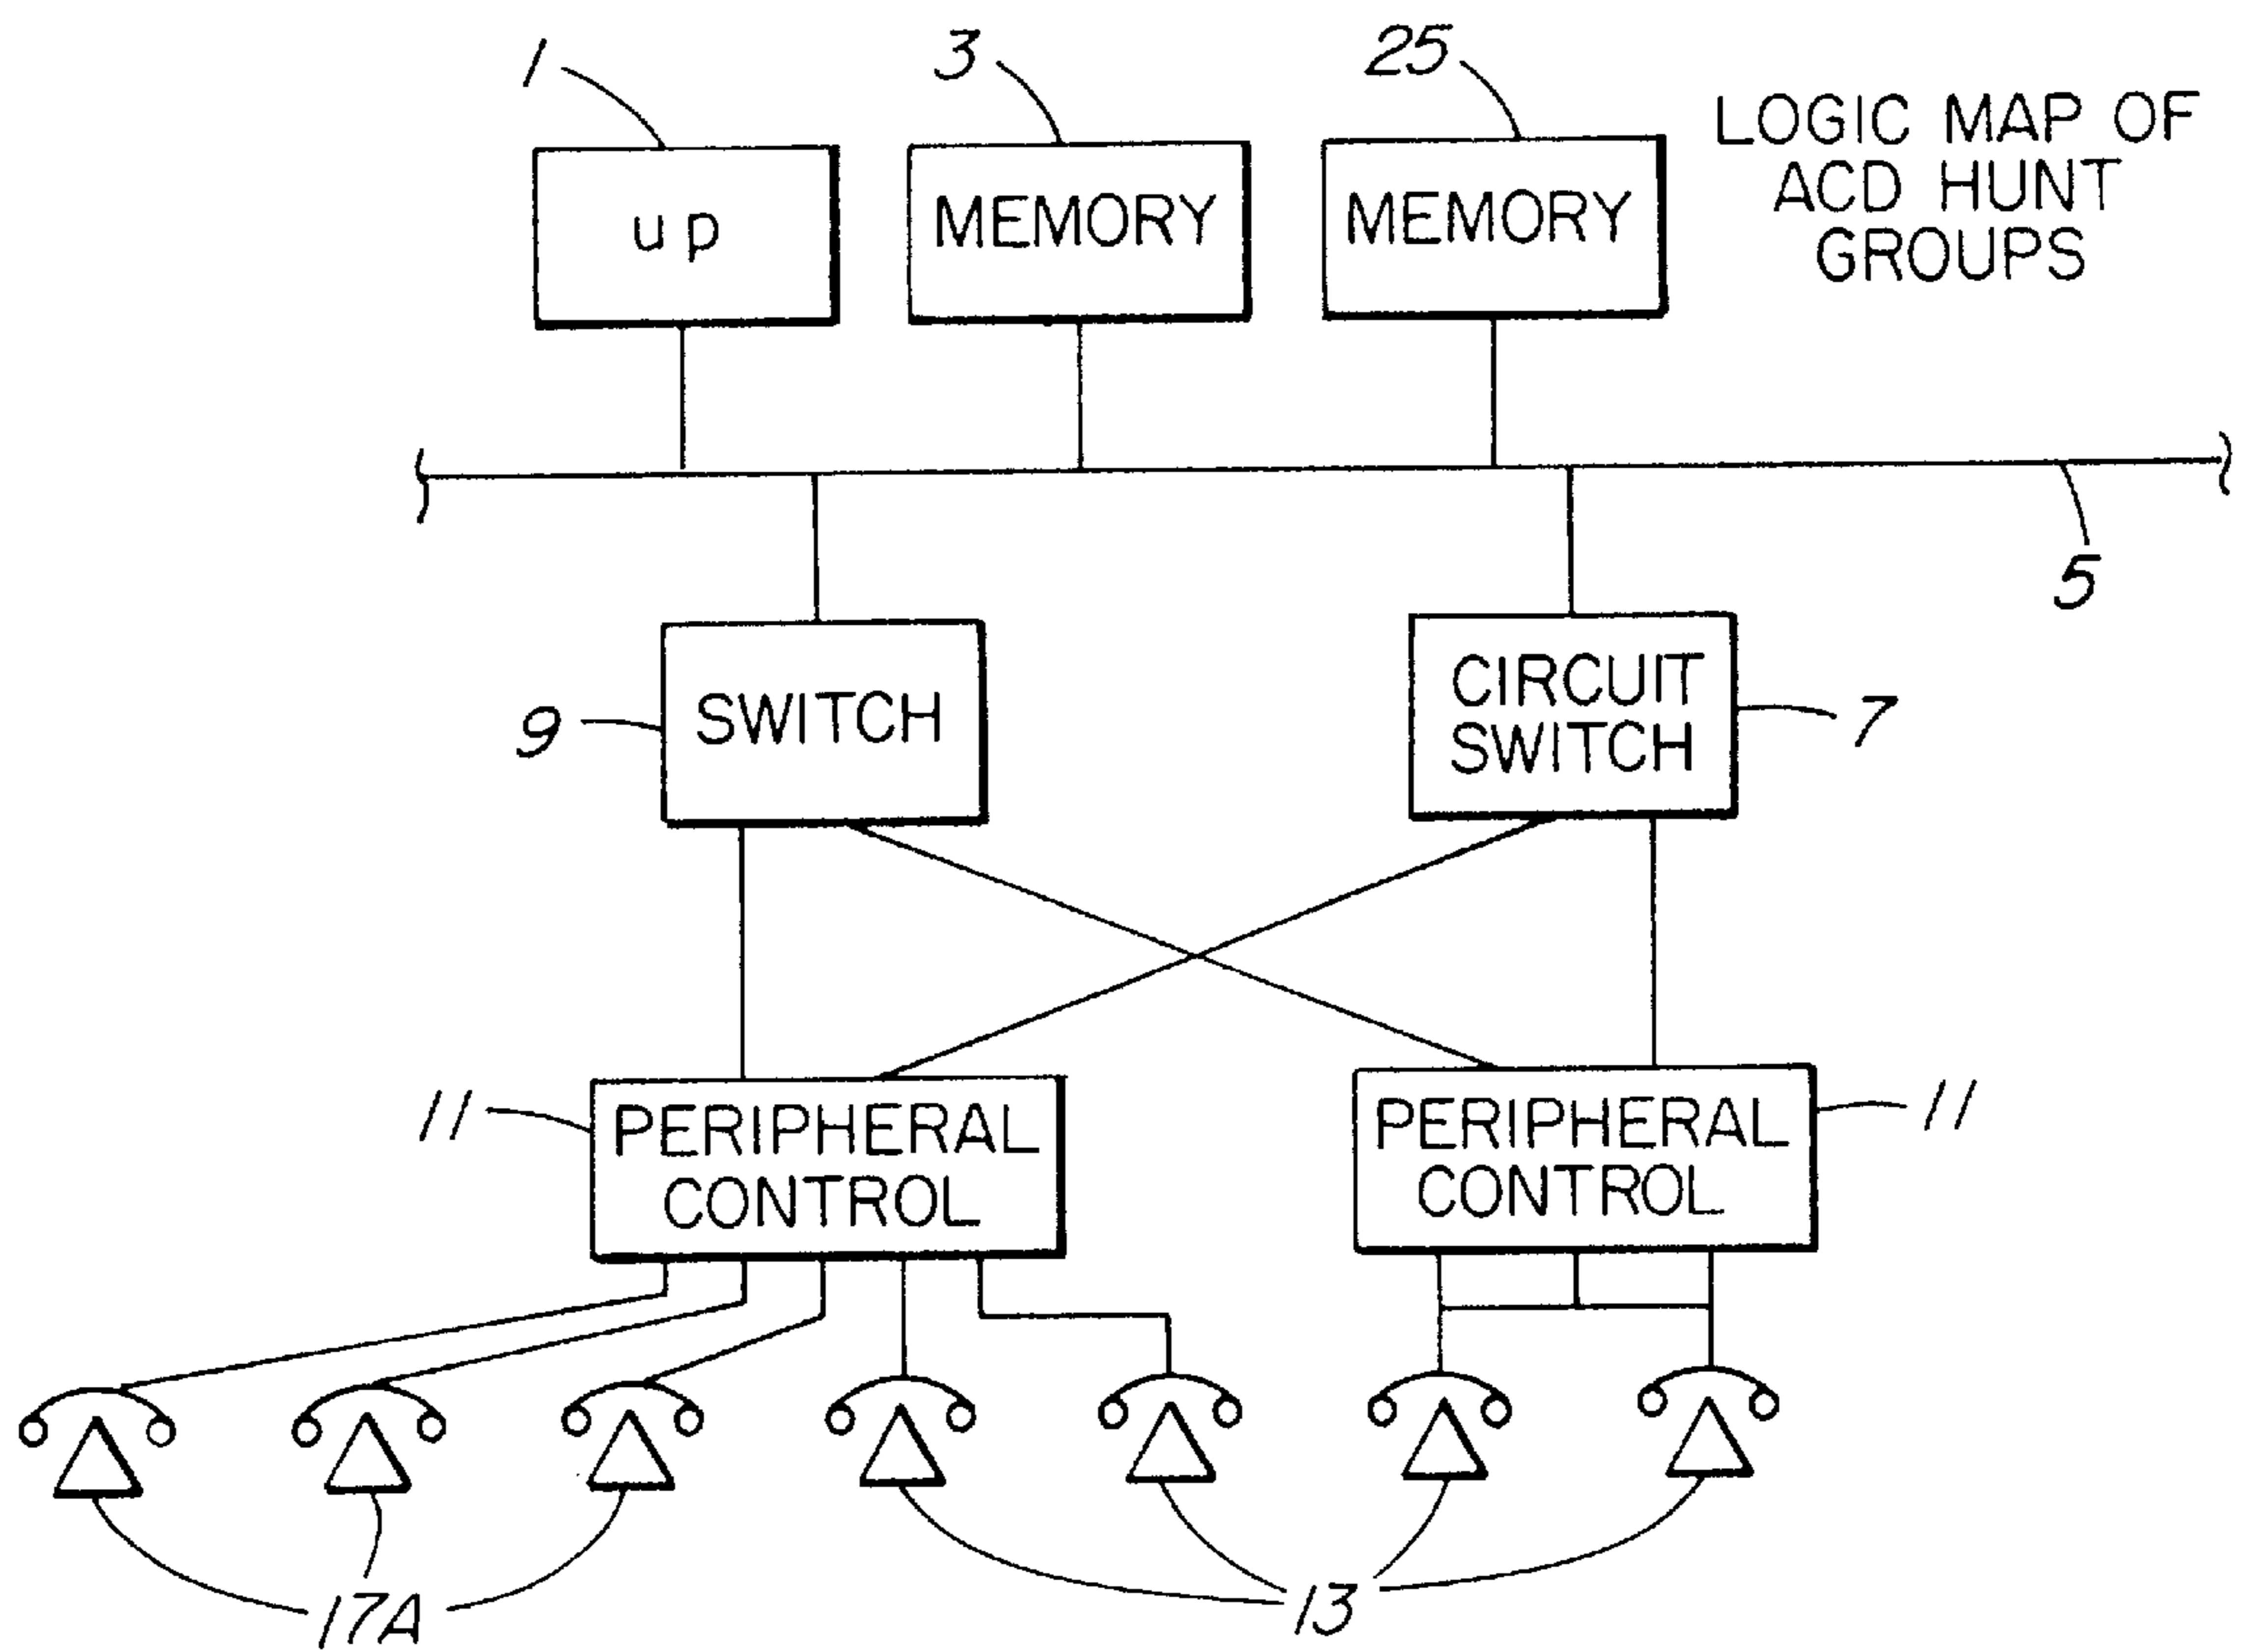 1
3
25
LOGIC MAP OF
ACD HUNT
GROUPS
up
MEMORY
MEMORY
5
9
SWITCH
CIRCUIT
SWITCH
7
11
PERIPHERAL
CONTROL
PERIPHERAL
CONTROL
11
17A
13